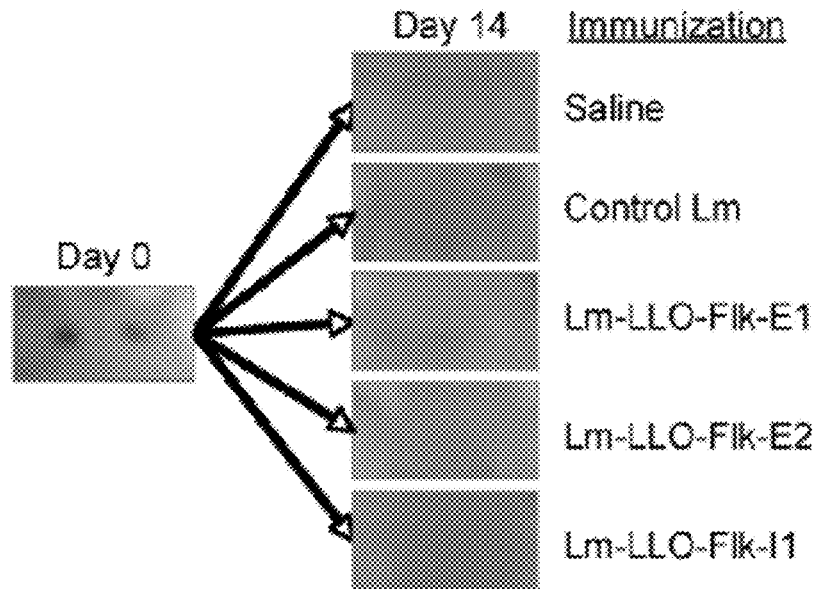 Day 14
Immunization
Saline
Control Lm
Day 0
Lm-LLO-Flk-E1
Lm-LLO-Flk-E2
Lm-LLO-Flk-I1